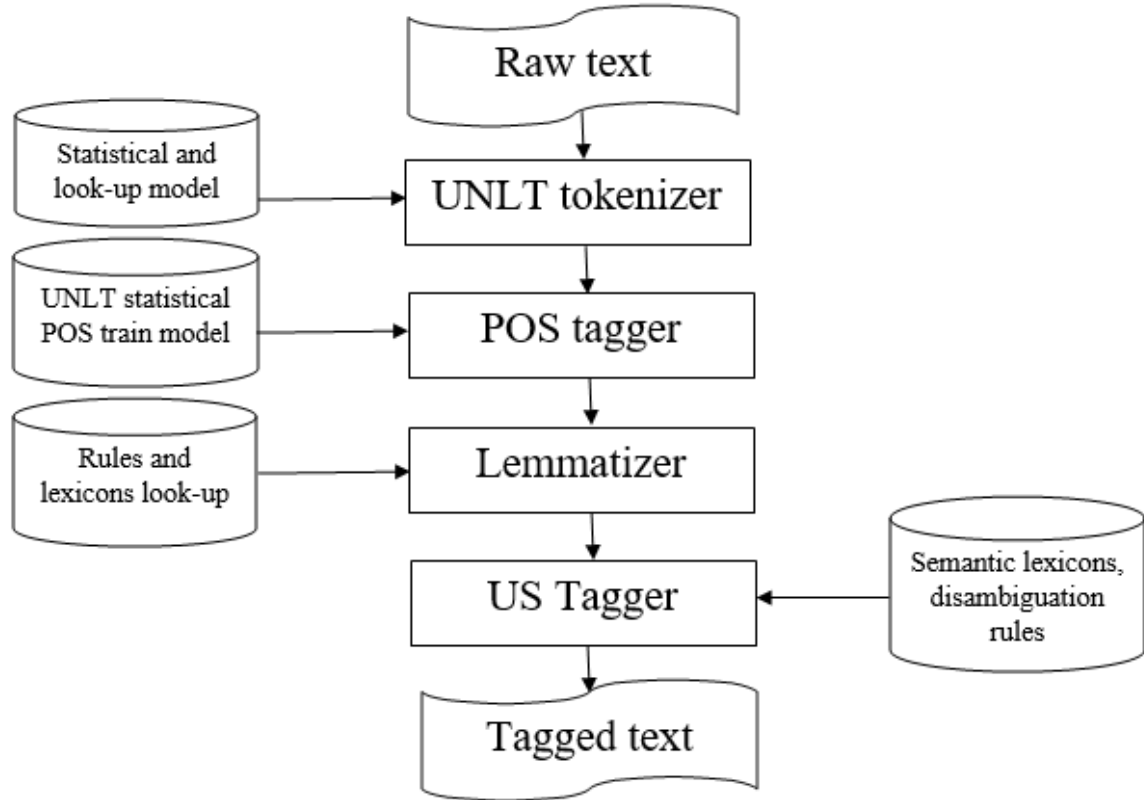 Raw text
Statistical and
look-up model
UNLT tokenizer
UNLT statistical
POS train model
POS tagger
Rules and
lexicons look-up
Lemmatizer
Semantic lexicons,
disambiguation
rules
US Tagger
Tagged text